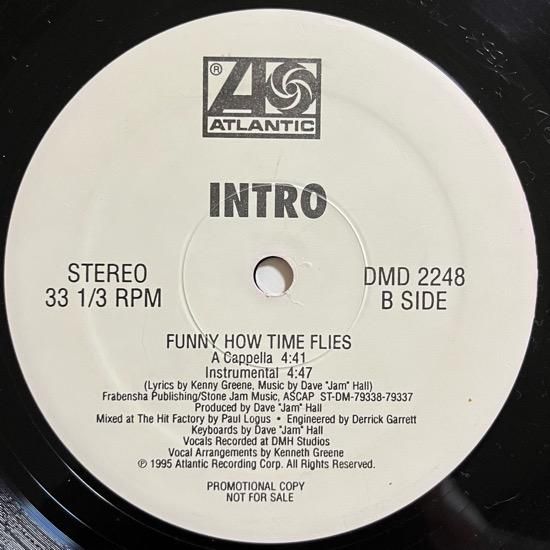 ®
ATLANTIC
INTRO
STEREO
33 1/3 RPM
DMD 2248
B SIDE
FUNNY HOW TIME FLIES
A Cappella 4:41
Instrumental 4:47
(Lyrics by Kenny Greene, Music by Dave "Jam" Hall)
Frabensha Publishing/Stone Jam Music, ASCAP ST-DM-79338-79337
Produced by Dave "Jam" Hall
Mixed at The Hit Factory by Paul Logus • Engineered by Derrick Garrett
Keyboards by Dave "Jam" Hall
Vocals Recorded at DMH Studios
Vocal Arrangements by Kenneth Greene
℗ 1995 Atlantic Recording Corp. All Rights Reserved.
PROMOTIONAL COPY
NOT FOR SALE